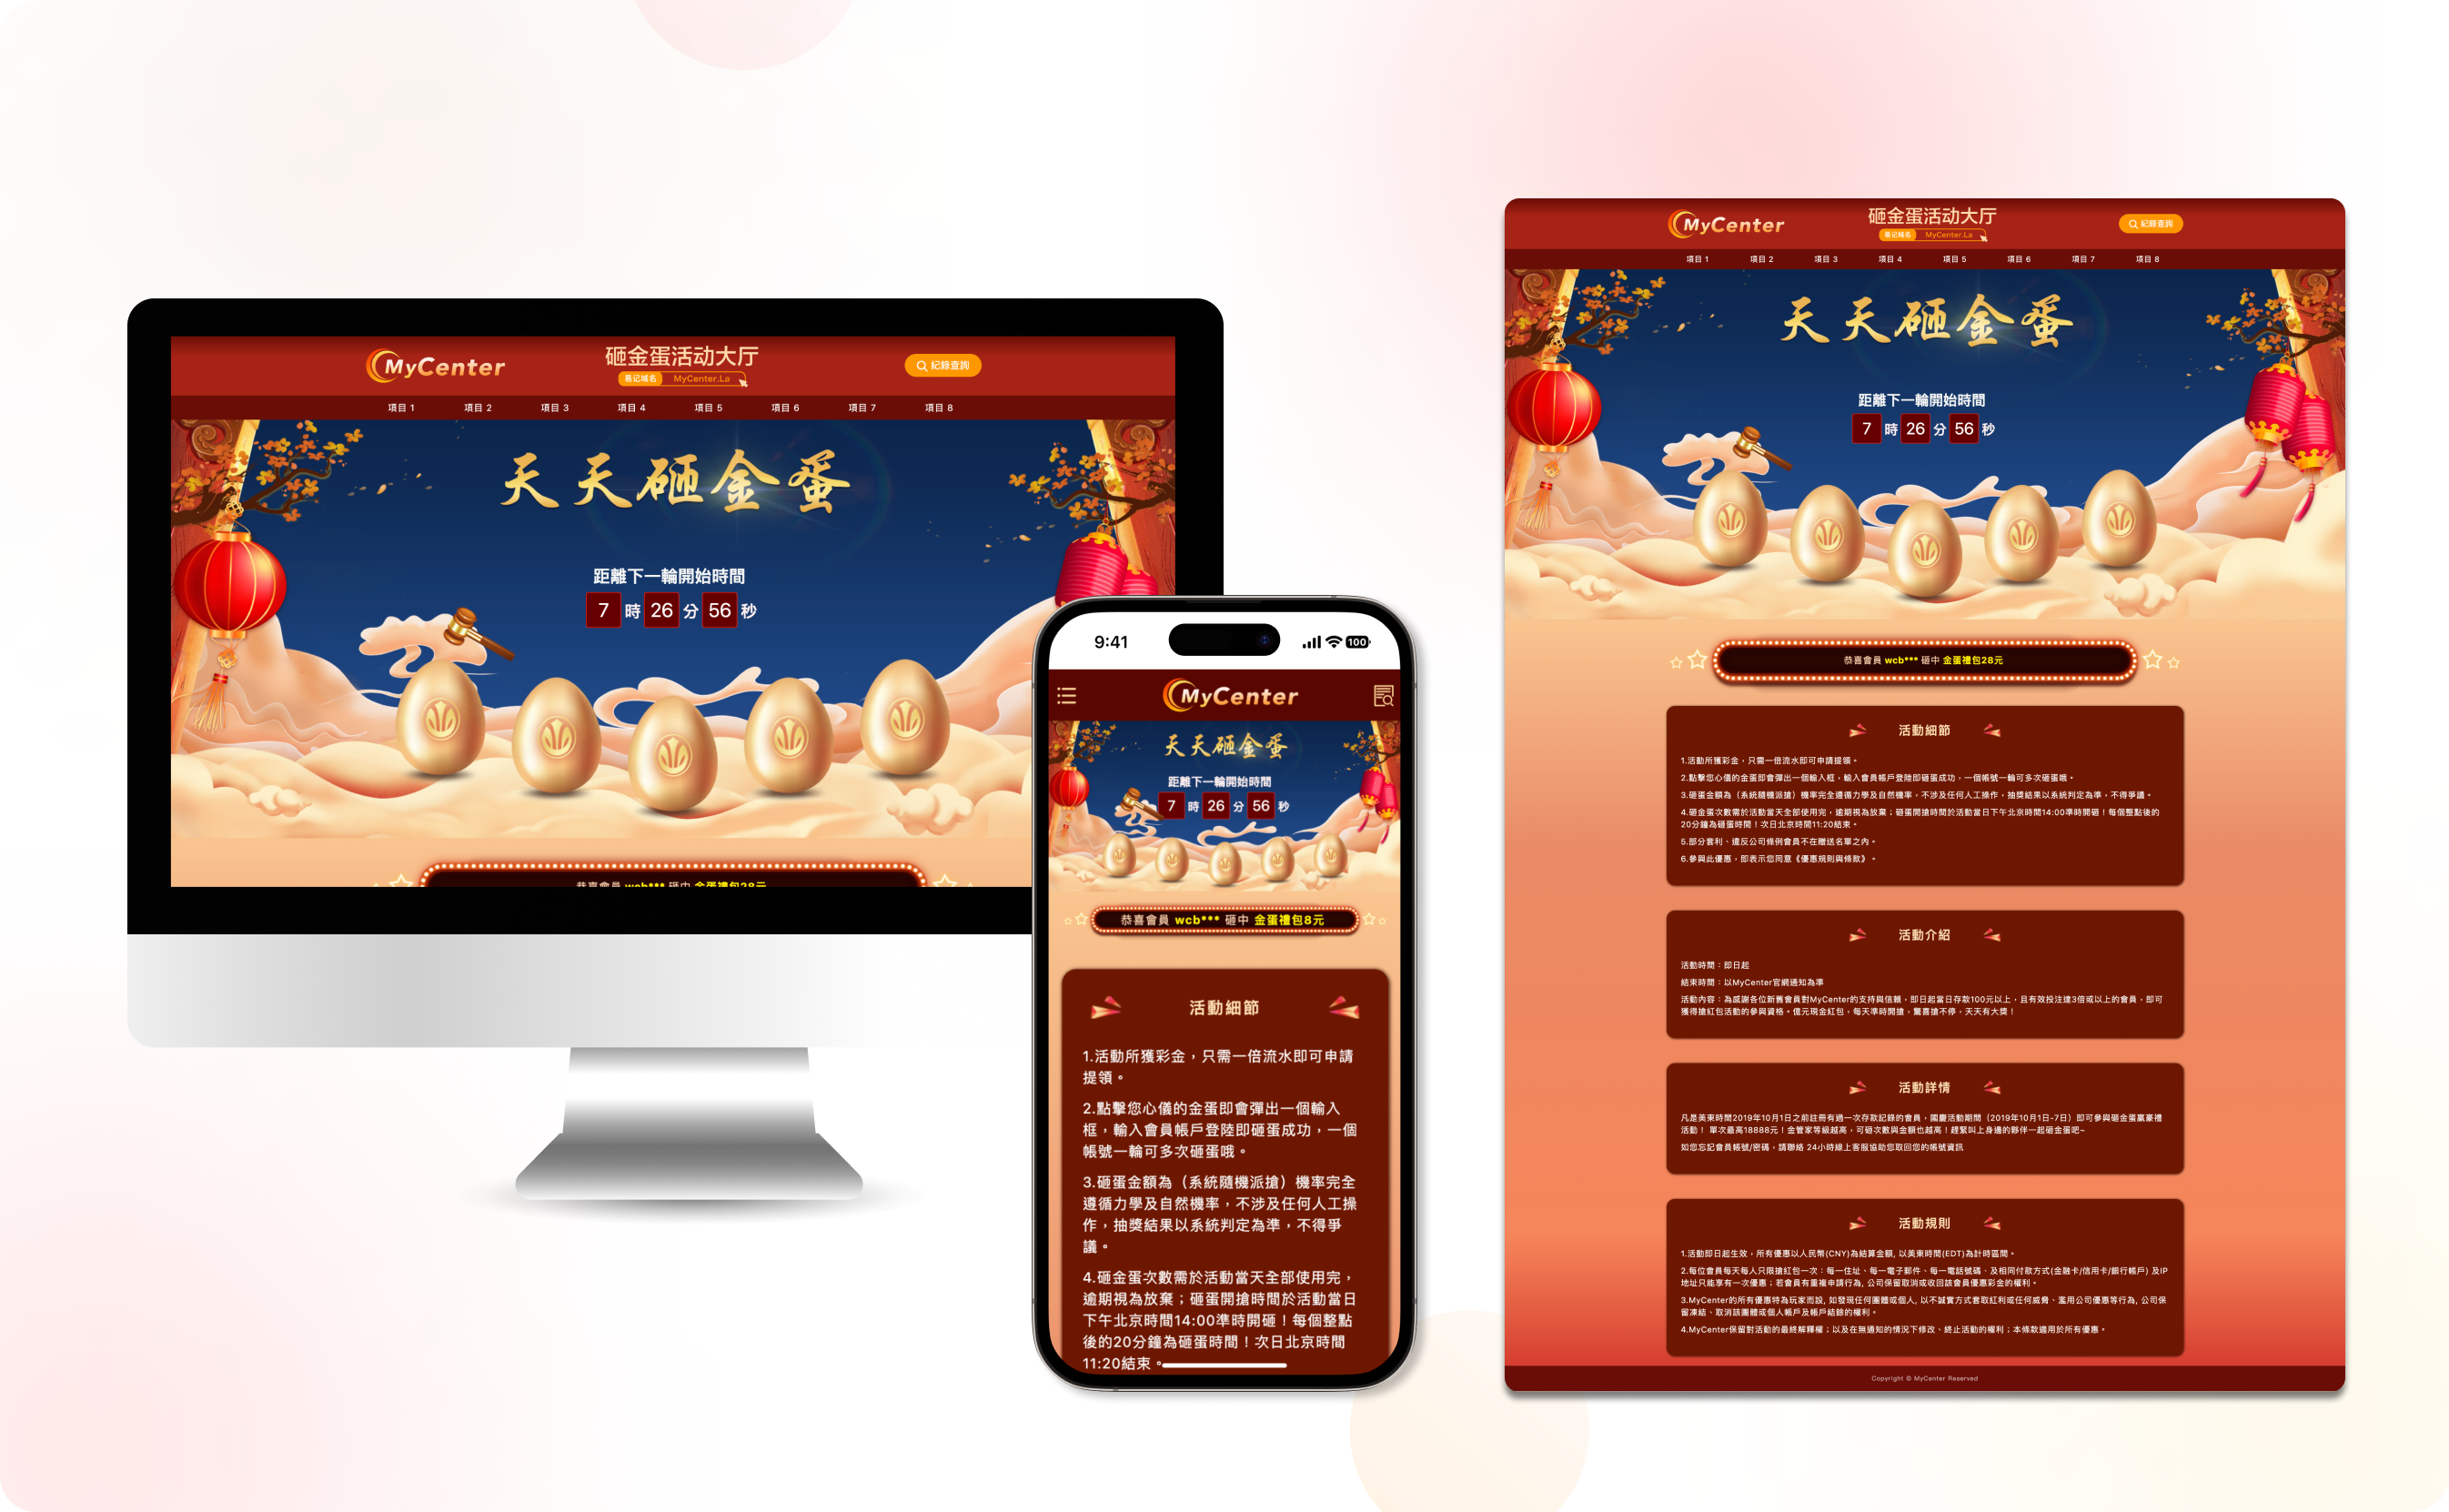 MyCenter
砸金蛋活动大厅
易记域名 MyCenter.La
紀錄查詢
項目 1 項目 2 項目 3 項目 4 項目 5 項目 6 項目 7 項目 8
天天砸金蛋
距離下一輪開始時間
7 時 26 分 56 秒
恭喜會員 wcb*** 砸中 金蛋禮包28元
9:41
100
MyCenter
天天砸金蛋
距離下一輪開始時間
7 時 26 分 56 秒
恭喜會員 wcb*** 砸中 金蛋禮包8元
活動細節
1.活動所獲彩金，只需一倍流水即可申請
提領。
2.點擊您心儀的金蛋即會彈出一個輸入
框，輸入會員帳戶登陸即砸蛋成功，一個
帳號一輪可多次砸蛋哦。
3.砸蛋金額為（系統隨機派搶）機率完全
遵循力學及自然機率，不涉及任何人工操
作，抽獎結果以系統判定為準，不得爭
議。
4.砸金蛋次數需於活動當天全部使用完，
逾期視為放棄；砸蛋開搶時間於活動當日
下午北京時間14:00準時開砸！每個整點
後的20分鐘為砸蛋時間！次日北京時間
11:20結束。
MyCenter
砸金蛋活动大厅
易记域名 MyCenter.La
紀錄查詢
項目 1 項目 2 項目 3 項目 4 項目 5 項目 6 項目 7 項目 8
天天砸金蛋
距離下一輪開始時間
7 時 26 分 56 秒
恭喜會員 wcb*** 砸中 金蛋禮包28元
活動細節
1.活動所獲彩金，只需一倍流水即可申請提領。
2.點擊您心儀的金蛋即會彈出一個輸入框，輸入會員帳戶登陸即砸蛋成功，一個帳號一輪可多次砸蛋哦。
3.砸蛋金額為（系統隨機派搶）機率完全遵循力學及自然機率，不涉及任何人工操作，抽獎結果以系統判定為準，不得爭議。
4.砸金蛋次數需於活動當天全部使用完，逾期視為放棄；砸蛋開搶時間於活動當日下午北京時間14:00準時開砸！每個整點後的
20分鐘為砸蛋時間！次日北京時間11:20結束。
5.部分套利、違反公司條例會員不在贈送名單之內。
6.參與此優惠，即表示您同意《優惠規則與條款》。
活動介紹
活動時間：即日起
結束時間：以MyCenter官網通知為準
活動內容：為感謝各位新舊會員對MyCenter的支持與信賴，即日起當日存款100元以上，且有效投注達3倍或以上的會員，即可
獲得搶紅包活動的參與資格。億元現金紅包，每天準時開搶，驚喜搶不停，天天有大獎！
活動詳情
凡是美東時間2019年10月1日之前註冊有過一次存款記錄的會員，國慶活動期間（2019年10月1日-7日）即可參與砸金蛋贏豪禮
活動！ 單次最高18888元！金管家等級越高，可砸次數與金額也越高！趕緊叫上身邊的夥伴一起砸金蛋吧~
如您忘記會員帳號/密碼，請聯絡 24小時線上客服協助您取回您的帳號資訊
活動規則
1.活動即日起生效，所有優惠以人民幣(CNY)為結算金額, 以美東時間(EDT)為計時區間。
2.每位會員每天每人只限搶紅包一次：每一住址、每一電子郵件、每一電話號碼、及相同付款方式(金融卡/信用卡/銀行帳戶) 及IP
地址只能享有一次優惠；若會員有重複申請行為, 公司保留取消或收回該會員優惠彩金的權利。
3.MyCenter的所有優惠特為玩家而設, 如發現任何團體或個人, 以不誠實方式套取紅利或任何威脅、濫用公司優惠等行為, 公司保
留凍結、取消該團體或個人帳戶及帳戶結餘的權利。
4.MyCenter保留對活動的最終解釋權；以及在無通知的情況下修改、終止活動的權利；本條款適用於所有優惠。
Copyright © MyCenter Reserved